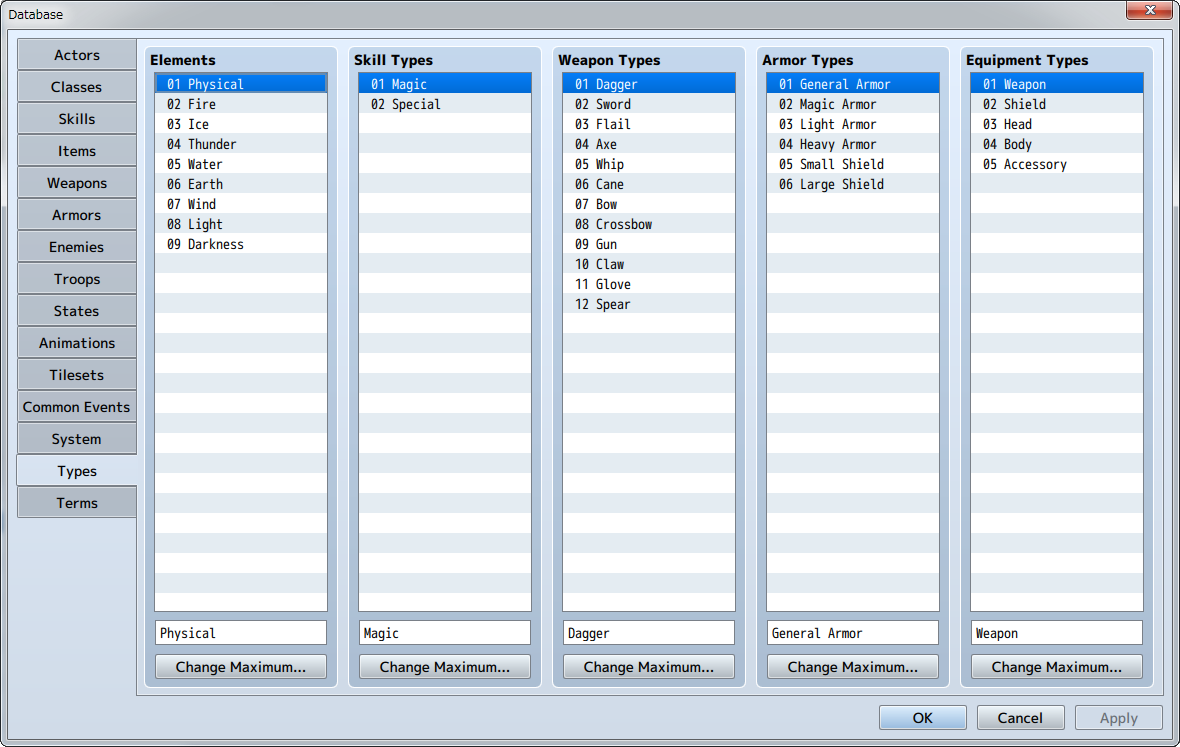 Database
Actors
Classes
Skills
Items
Weapons
Armors
Enemies
Troops
States
Animations
Tilesets
Common Events
System
Types
Terms
Elements
01 Physical
02 Fire
03 Ice
04 Thunder
05 Water
06 Earth
07 Wind
08 Light
09 Darkness
Physical
Change Maximum...
Skill Types
01 Magic
02 Special
Magic
Change Maximum...
Weapon Types
01 Dagger
02 Sword
03 Flail
04 Axe
05 Whip
06 Cane
07 Bow
08 Crossbow
09 Gun
10 Claw
11 Glove
12 Spear
Dagger
Change Maximum...
Armor Types
01 General Armor
02 Magic Armor
03 Light Armor
04 Heavy Armor
05 Small Shield
06 Large Shield
General Armor
Change Maximum...
Equipment Types
01 Weapon
02 Shield
03 Head
04 Body
05 Accessory
Weapon
Change Maximum...
OK
Cancel
Apply